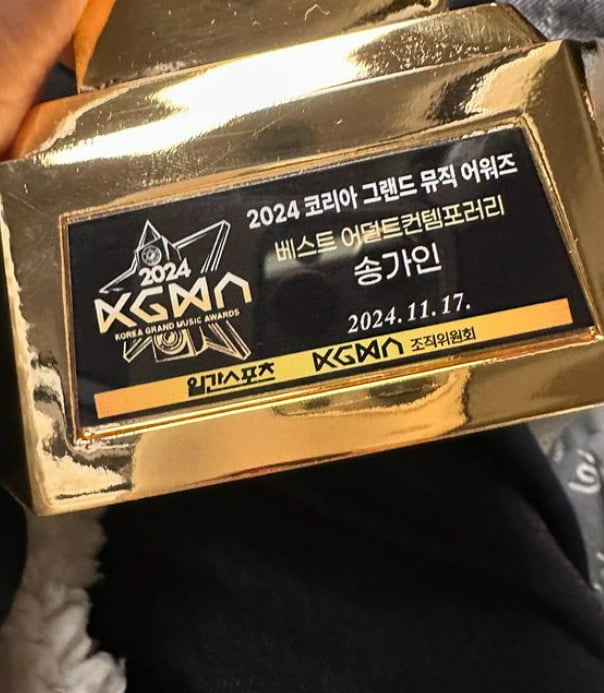 2024 코리아 그랜드 뮤직 어워즈
베스트 어덜트컨템포러리
송가인
2024.11.17.
2024
KGMA
KOREA GRAND MUSIC AWARDS
일간스포츠 KGMA 조직위원회